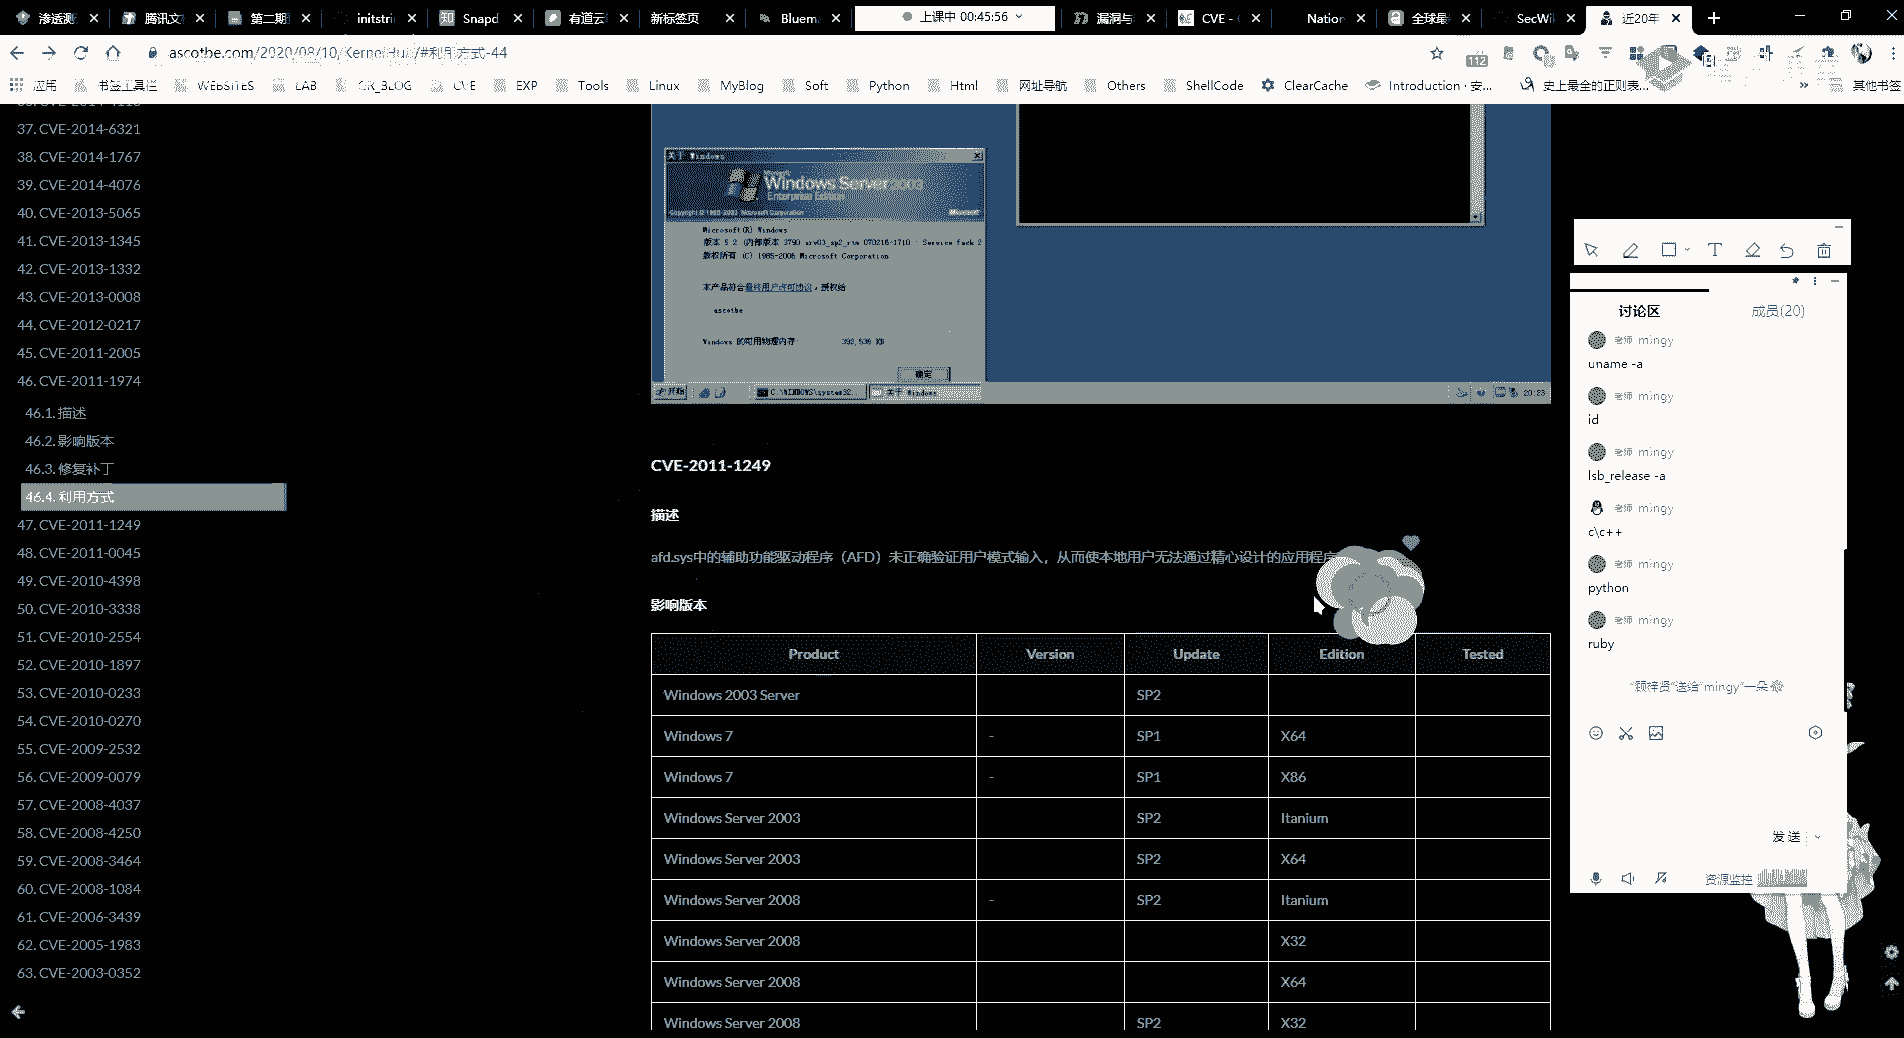 渗透测
腾讯文
第二期
initstri
Snapd
有道云
新标签页
Bluema
上课中 00:45:56
漏洞与
CVE - 
Nation
全球最
SecWik
近20年
ascotbe.com/2020/08/10/KernelHub/#利用方式-44
112
应用
书签工具栏
WEBSITES
LAB
CVE
EXP
Tools
Linux
MyBlog
Soft
Python
Html
网址导航
Others
ShellCode
ClearCache
Introduction · 安...
史上最全的正则表...
»
其他书签
37. CVE-2014-6321
38. CVE-2014-1767
39. CVE-2014-4076
40. CVE-2013-5065
41. CVE-2013-1345
42. CVE-2013-1332
43. CVE-2013-0008
44. CVE-2012-0217
45. CVE-2011-2005
46. CVE-2011-1974
46.1. 描述
46.2. 影响版本
46.3. 修复补丁
46.4. 利用方式
47. CVE-2011-1249
48. CVE-2011-0045
49. CVE-2010-4398
50. CVE-2010-3338
51. CVE-2010-2554
52. CVE-2010-1897
53. CVE-2010-0233
54. CVE-2010-0270
55. CVE-2009-2532
56. CVE-2009-0079
57. CVE-2008-4037
58. CVE-2008-4250
59. CVE-2008-3464
60. CVE-2008-1084
61. CVE-2006-3439
62. CVE-2005-1983
63. CVE-2003-0352
关于 Windows
Windows Server 2003
Enterprise Edition
Copyright © 1985-2003 Microsoft Corporation
Microsoft
Microsoft(R) Windows
版本 5.2 (内部版本 3790.srv03_sp2_rtm.070216-1710 : Service Pack 2
版权所有 (C) 1985-2006 Microsoft Corporation
本产品符合最终用户许可协议，授权给
ascotbe
Windows 的可用物理内存: 392,536 KB
确定
开始
C:\WINDOWS\system32...
关于 Windows
20:23
CVE-2011-1249
描述
afd.sys中的辅助功能驱动程序（AFD）未正确验证用户模式输入，从而使本地用户无法通过精心设计的应用程序
影响版本
Product Version Update Edition Tested
Windows 2003 Server SP2
Windows 7 - SP1 X64
Windows 7 - SP1 X86
Windows Server 2003 SP2 Itanium
Windows Server 2003 SP2 X64
Windows Server 2008 - SP2 Itanium
Windows Server 2008 X32
Windows Server 2008 X64
Windows Server 2008 SP2 X32
讨论区
成员(20)
老师 mingy
uname -a
老师 mingy
id
老师 mingy
lsb_release -a
老师 mingy
c\c++
老师 mingy
python
老师 mingy
ruby
"顾梓贤"送给"mingy"一朵
发送
资源监控